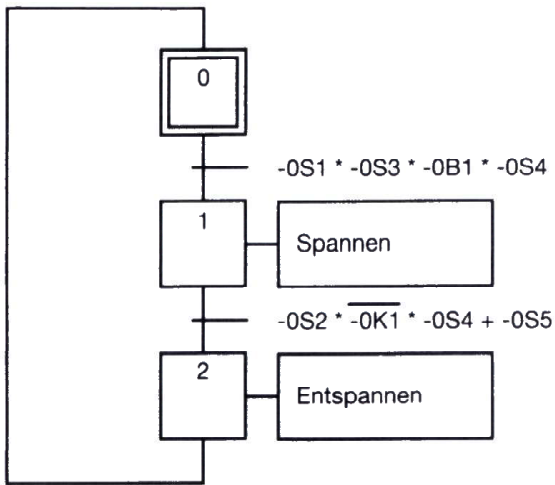 0
-0S1 * -0S3 * -0B1 * -0S4
1
Spannen
-0S2 * -0K1 * -0S4 + -0S5
2
Entspannen